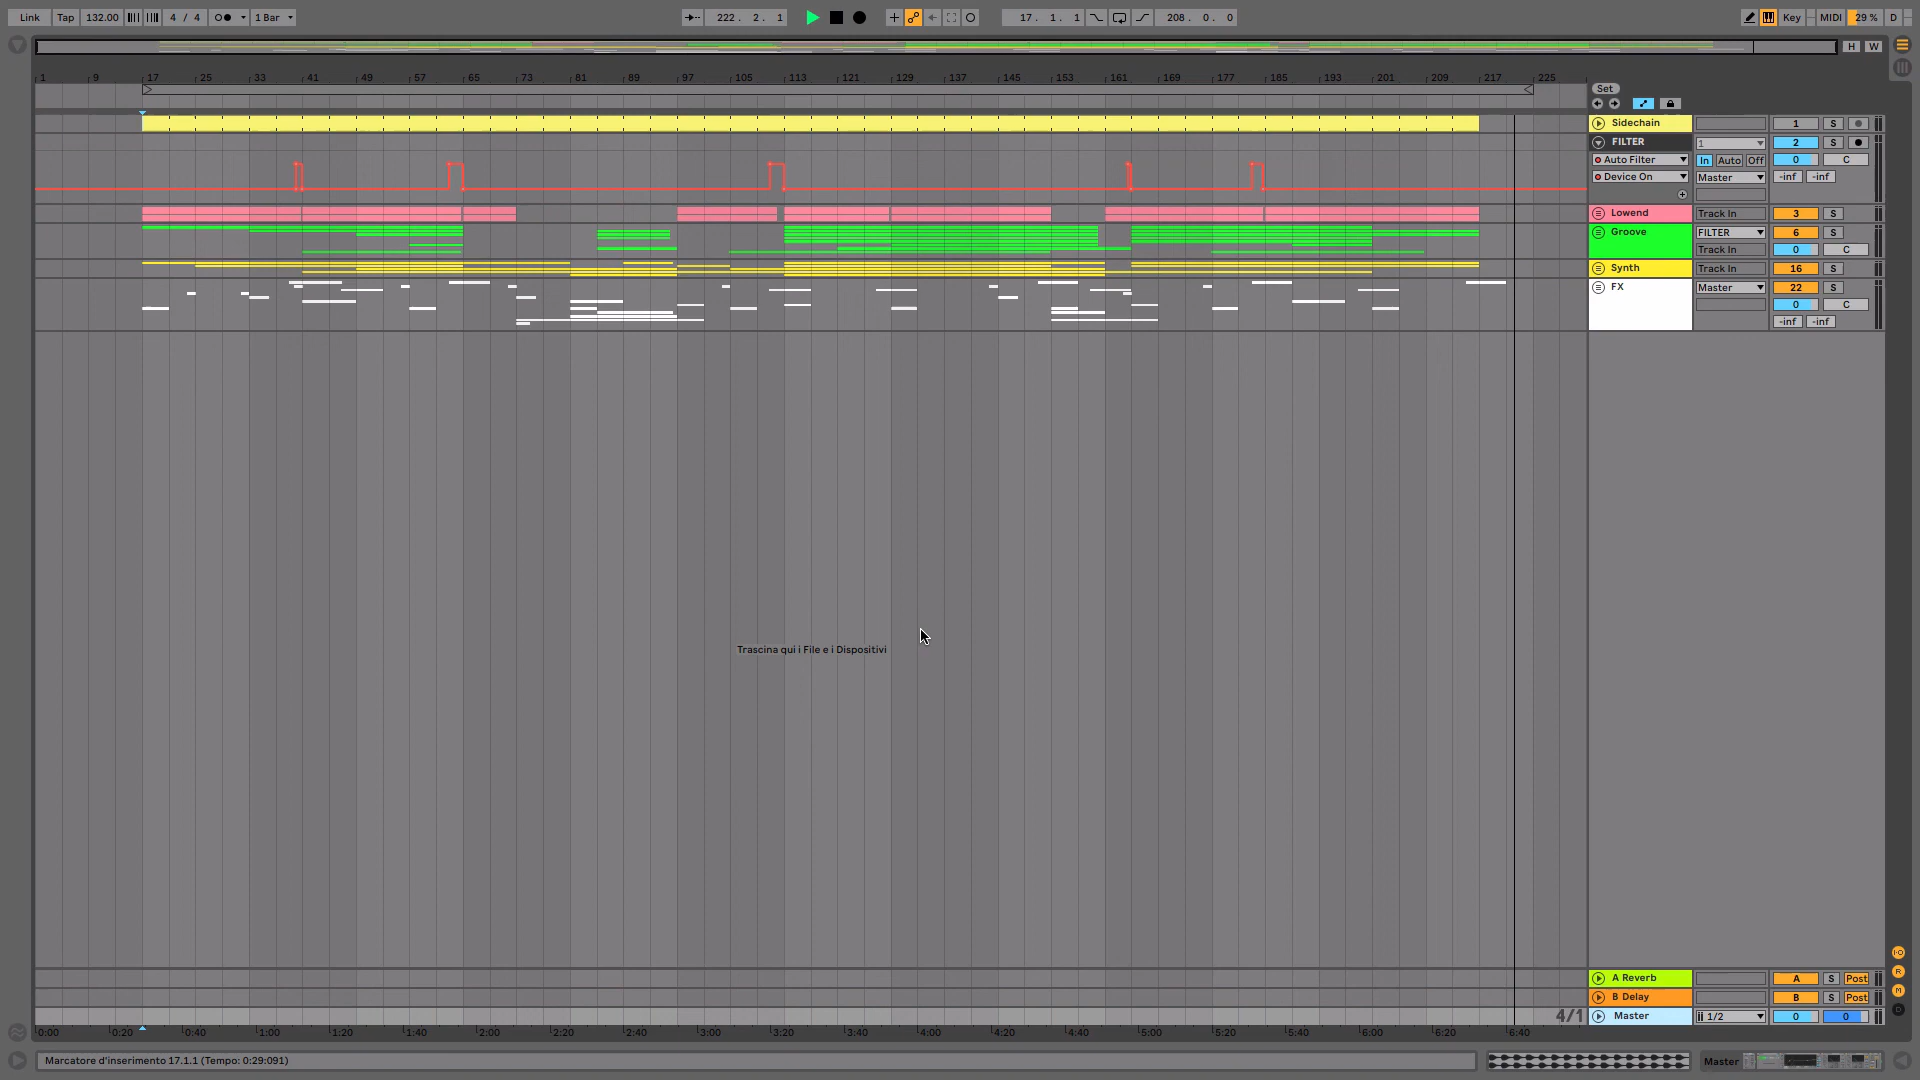 Link Tap 132.00 4 / 4 1 Bar 222 . 2 . 1 17 . 1 . 1 208 . 0 . 0 Key MIDI 29 % D
H W
1 9 17 25 33 41 49 57 65 73 81 89 97 105 113 121 129 137 145 153 161 169 177 185 193 201 209 217 225
Set
Sidechain 1 S
FILTER 1 2 S
Auto Filter In Auto Off 0 C
Device On Master -inf -inf
Lowend Track In 3 S
Groove FILTER 6 S
Track In 0 C
Synth Track In 16 S
FX Master 22 S
0 C
-inf -inf
Trascina qui i File e i Dispositivi
A Reverb A S Post
B Delay B S Post
4/1 Master 1/2 0 0
0:00 0:20 0:40 1:00 1:20 1:40 2:00 2:20 2:40 3:00 3:20 3:40 4:00 4:20 4:40 5:00 5:20 5:40 6:00 6:20 6:40
Marcatore d'inserimento 17.1.1 (Tempo: 0:29:091) Master